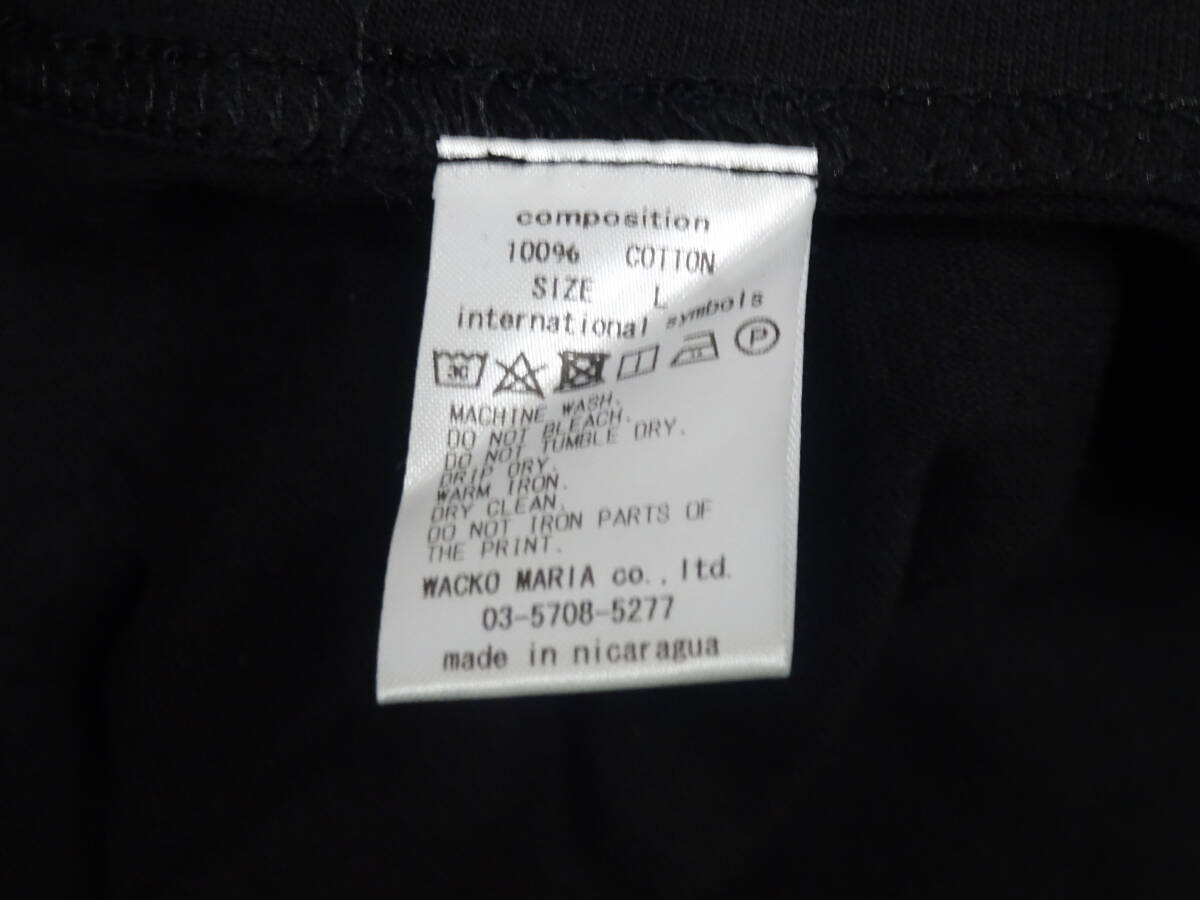 composition
100% COTTON
SIZE L
international symbols
P
MACHINE WASH.
DO NOT BLEACH.
DO NOT TUMBLE DRY.
DRIP DRY.
WARM IRON.
DRY CLEAN.
DO NOT IRON PARTS OF
THE PRINT.
WACKO MARIA co., ltd.
03-5708-5277
made in nicaragua